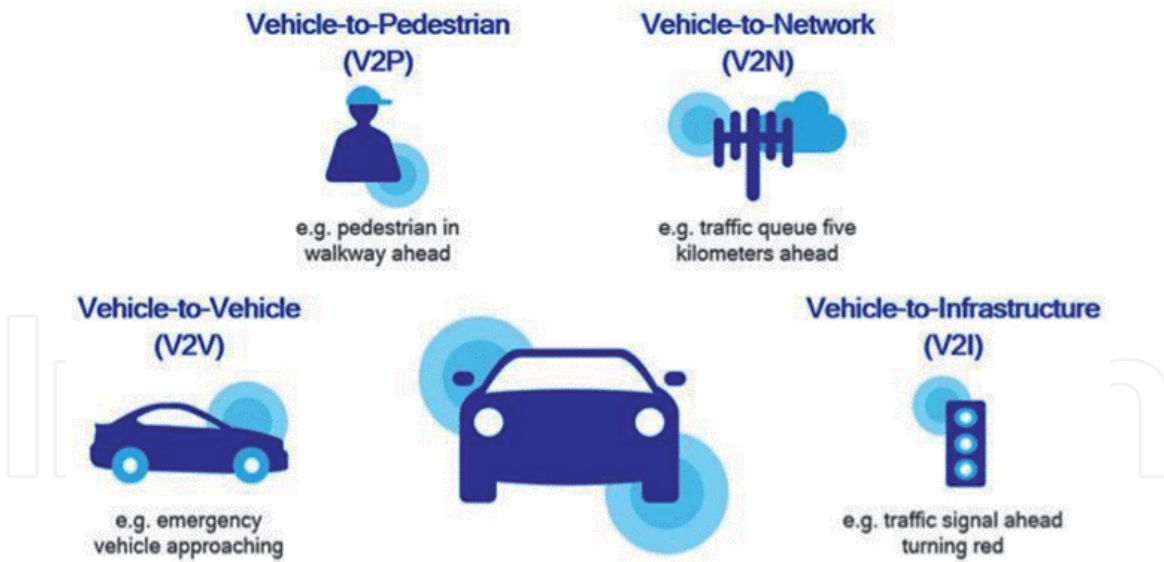 Vehicle-to-Pedestrian
(V2P)
e.g. pedestrian in
walkway ahead
Vehicle-to-Network
(V2N)
e.g. traffic queue five
kilometers ahead
Vehicle-to-Vehicle
(V2V)
e.g. emergency
vehicle approaching
Vehicle-to-Infrastructure
(V2I)
e.g. traffic signal ahead
turning red